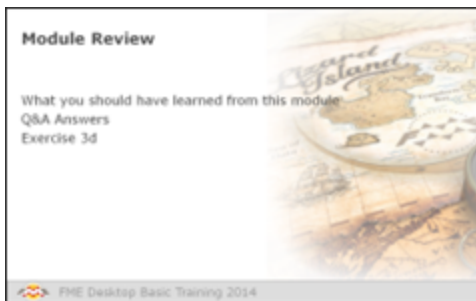 Module Review
What you should have learned from this module
Q&A Answers
Exercise 3d
Lizard
Island
FME Desktop Basic Training 2014